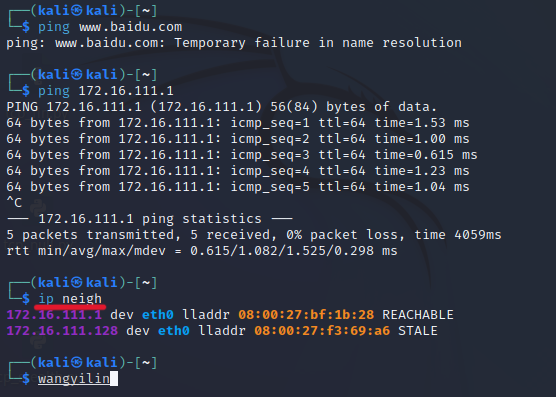 ┌──(kali㉿kali)-[~]
└─$ ping www.baidu.com
ping: www.baidu.com: Temporary failure in name resolution
┌──(kali㉿kali)-[~]
└─$ ping 172.16.111.1
PING 172.16.111.1 (172.16.111.1) 56(84) bytes of data.
64 bytes from 172.16.111.1: icmp_seq=1 ttl=64 time=1.53 ms
64 bytes from 172.16.111.1: icmp_seq=2 ttl=64 time=1.00 ms
64 bytes from 172.16.111.1: icmp_seq=3 ttl=64 time=0.615 ms
64 bytes from 172.16.111.1: icmp_seq=4 ttl=64 time=1.23 ms
64 bytes from 172.16.111.1: icmp_seq=5 ttl=64 time=1.04 ms
^C
--- 172.16.111.1 ping statistics ---
5 packets transmitted, 5 received, 0% packet loss, time 4059ms
rtt min/avg/max/mdev = 0.615/1.082/1.525/0.298 ms
┌──(kali㉿kali)-[~]
└─$ ip neigh
172.16.111.1 dev eth0 lladdr 08:00:27:bf:1b:28 REACHABLE
172.16.111.128 dev eth0 lladdr 08:00:27:f3:69:a6 STALE
┌──(kali㉿kali)-[~]
└─$ wangyilin